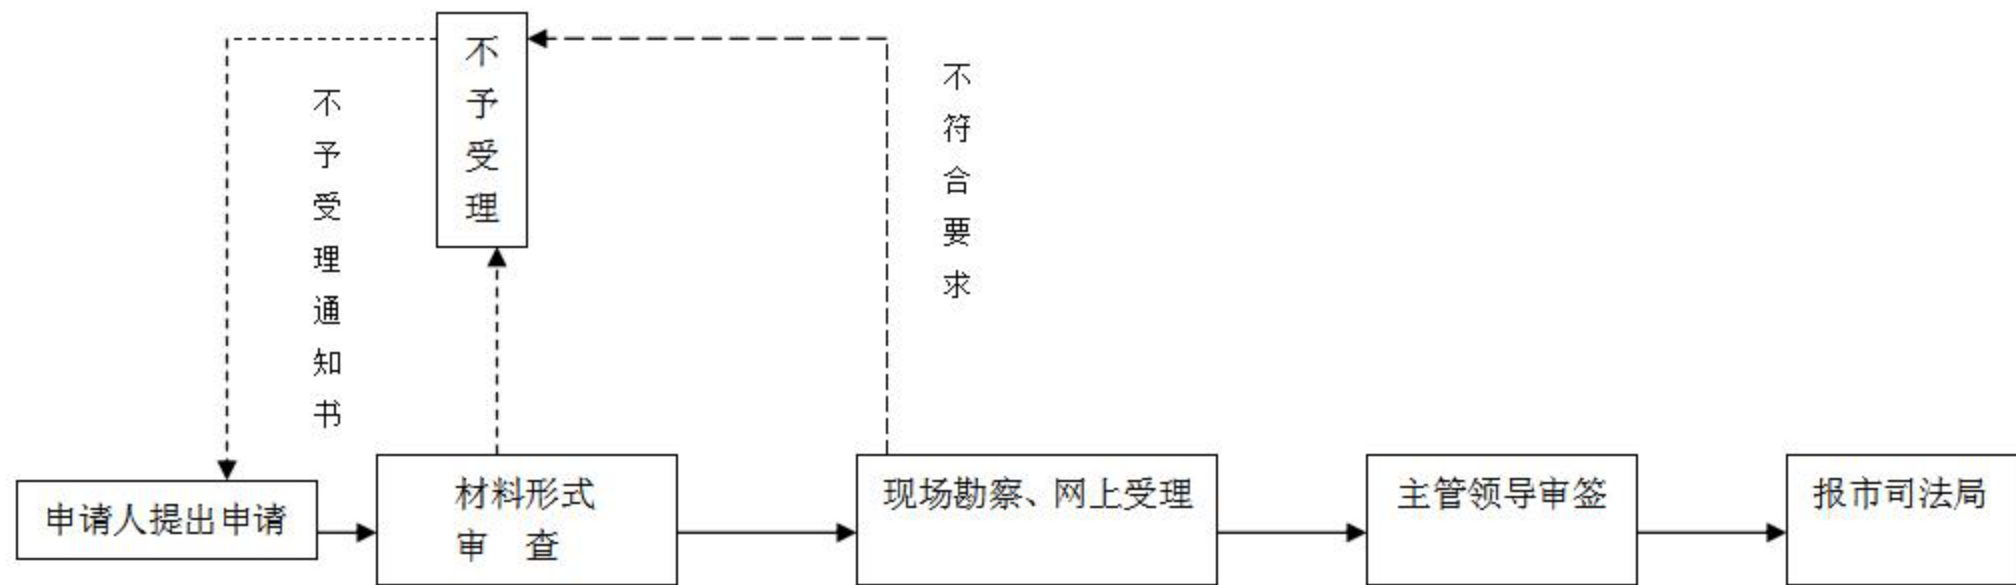 不予受理
不予受理通知书
不符合要求
申请人提出申请
材料形式
审 查
现场勘察、网上受理
主管领导审签
报市司法局